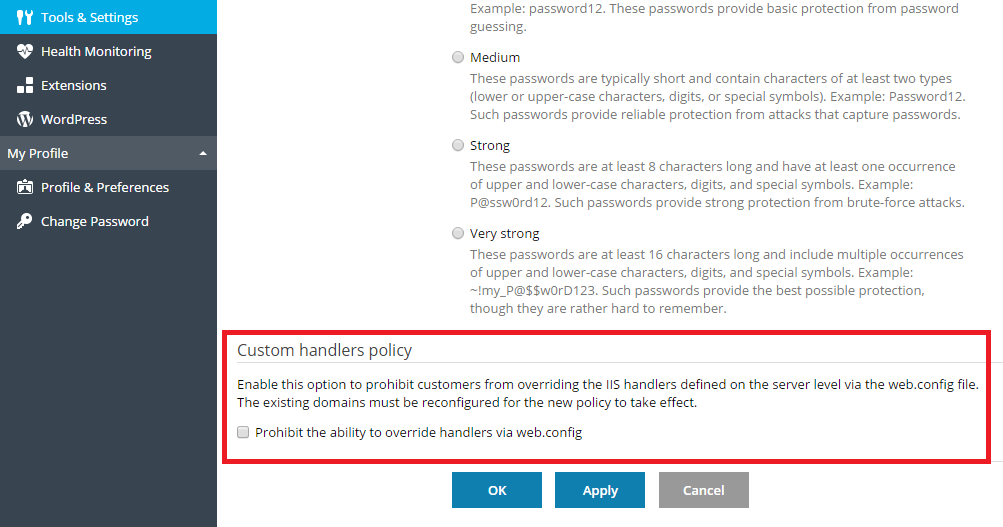 Tools & Settings
Health Monitoring
Extensions
WordPress
My Profile
Profile & Preferences
Change Password
Example: password12. These passwords provide basic protection from password
guessing.
Medium
These passwords are typically short and contain characters of at least two types
(lower or upper-case characters, digits, or special symbols). Example: Password12.
Such passwords provide reliable protection from attacks that capture passwords.
Strong
These passwords are at least 8 characters long and have at least one occurrence
of upper and lower-case characters, digits, and special symbols. Example:
P@ssw0rd12. Such passwords provide strong protection from brute-force attacks.
Very strong
These passwords are at least 16 characters long and include multiple occurrences
of upper and lower-case characters, digits, and special symbols. Example:
~!my_P@$$w0rD123. Such passwords provide the best possible protection,
though they are rather hard to remember.
Custom handlers policy
Enable this option to prohibit customers from overriding the IIS handlers defined on the server level via the web.config file.
The existing domains must be reconfigured for the new policy to take effect.
Prohibit the ability to override handlers via web.config
OK
Apply
Cancel